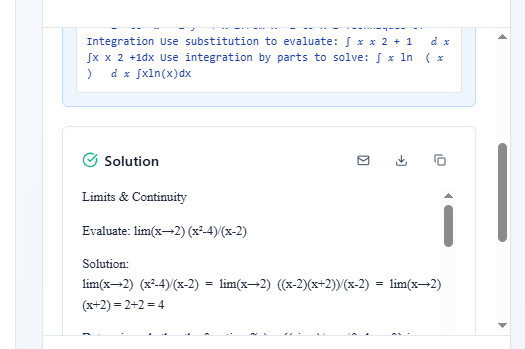 Integration Use substitution to evaluate: ∫ x x 2 + 1 d x
∫x x 2 +1dx Use integration by parts to solve: ∫ x ln ( x
) d x ∫xln(x)dx
Solution
Limits & Continuity
Evaluate: lim(x→2) (x²-4)/(x-2)
Solution:
lim(x→2) (x²-4)/(x-2) = lim(x→2) ((x-2)(x+2))/(x-2) = lim(x→2)
(x+2) = 2+2 = 4